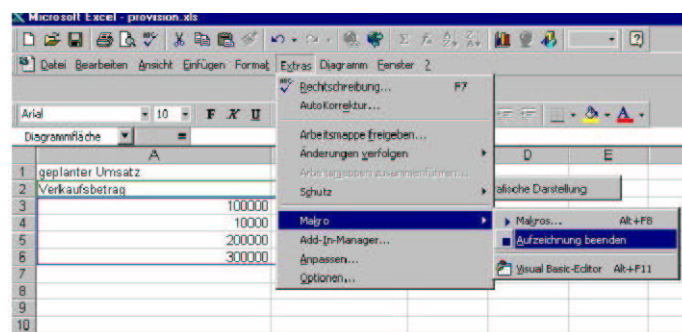 Microsoft Excel - provision.xls
Datei Bearbeiten Ansicht Einfügen Format Extras Diagramm Fenster ?
Rechtschreibung... F7
AutoKorrektur...
Arial 10 F K U
Arbeitsmappe freigeben...
Diagrammfläche =
Änderungen verfolgen
A D E
Arbeitsmappen zusammenführen...
1 geplanter Umsatz
Schutz
2 Verkaufsbetrag
afische Darstellung
3 100000
4 10000
Makro
Makros... Alt+F8
5 200000
Add-In-Manager...
Aufzeichnung beenden
6 300000
Anpassen...
7
Visual Basic-Editor Alt+F11
Optionen...
8
9
10